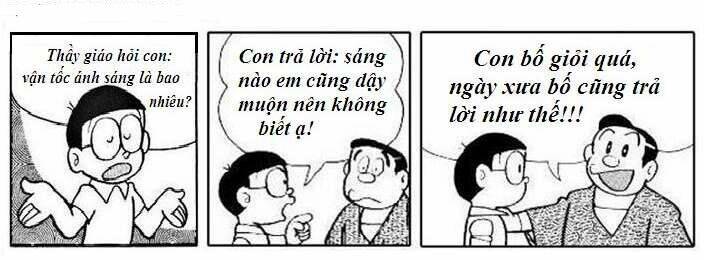 Thầy giáo hỏi con:
vận tốc ánh sáng là bao
nhiêu?
Con trả lời: sáng
nào em cũng dậy
muộn nên không
biết ạ!
Con bố giỏi quá,
ngày xưa bố cũng trả
lời như thế!!!